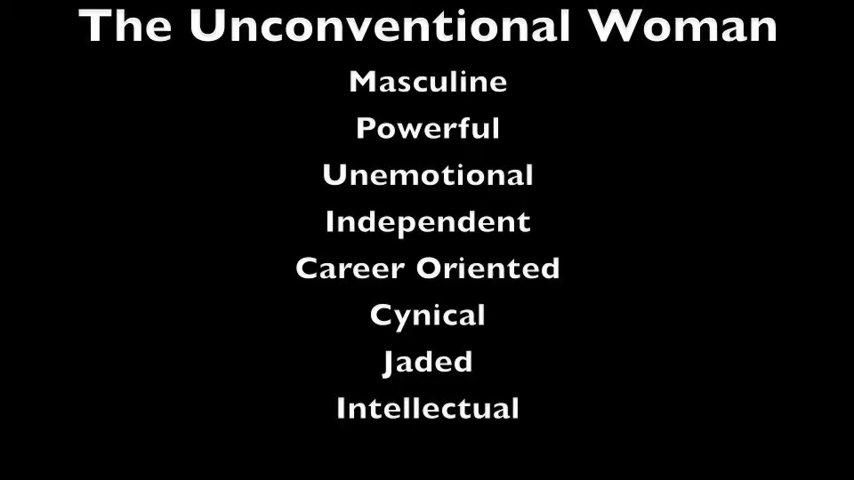 The Unconventional Woman
Masculine
Powerful
Unemotional
Independent
Career Oriented
Cynical
Jaded
Intellectual